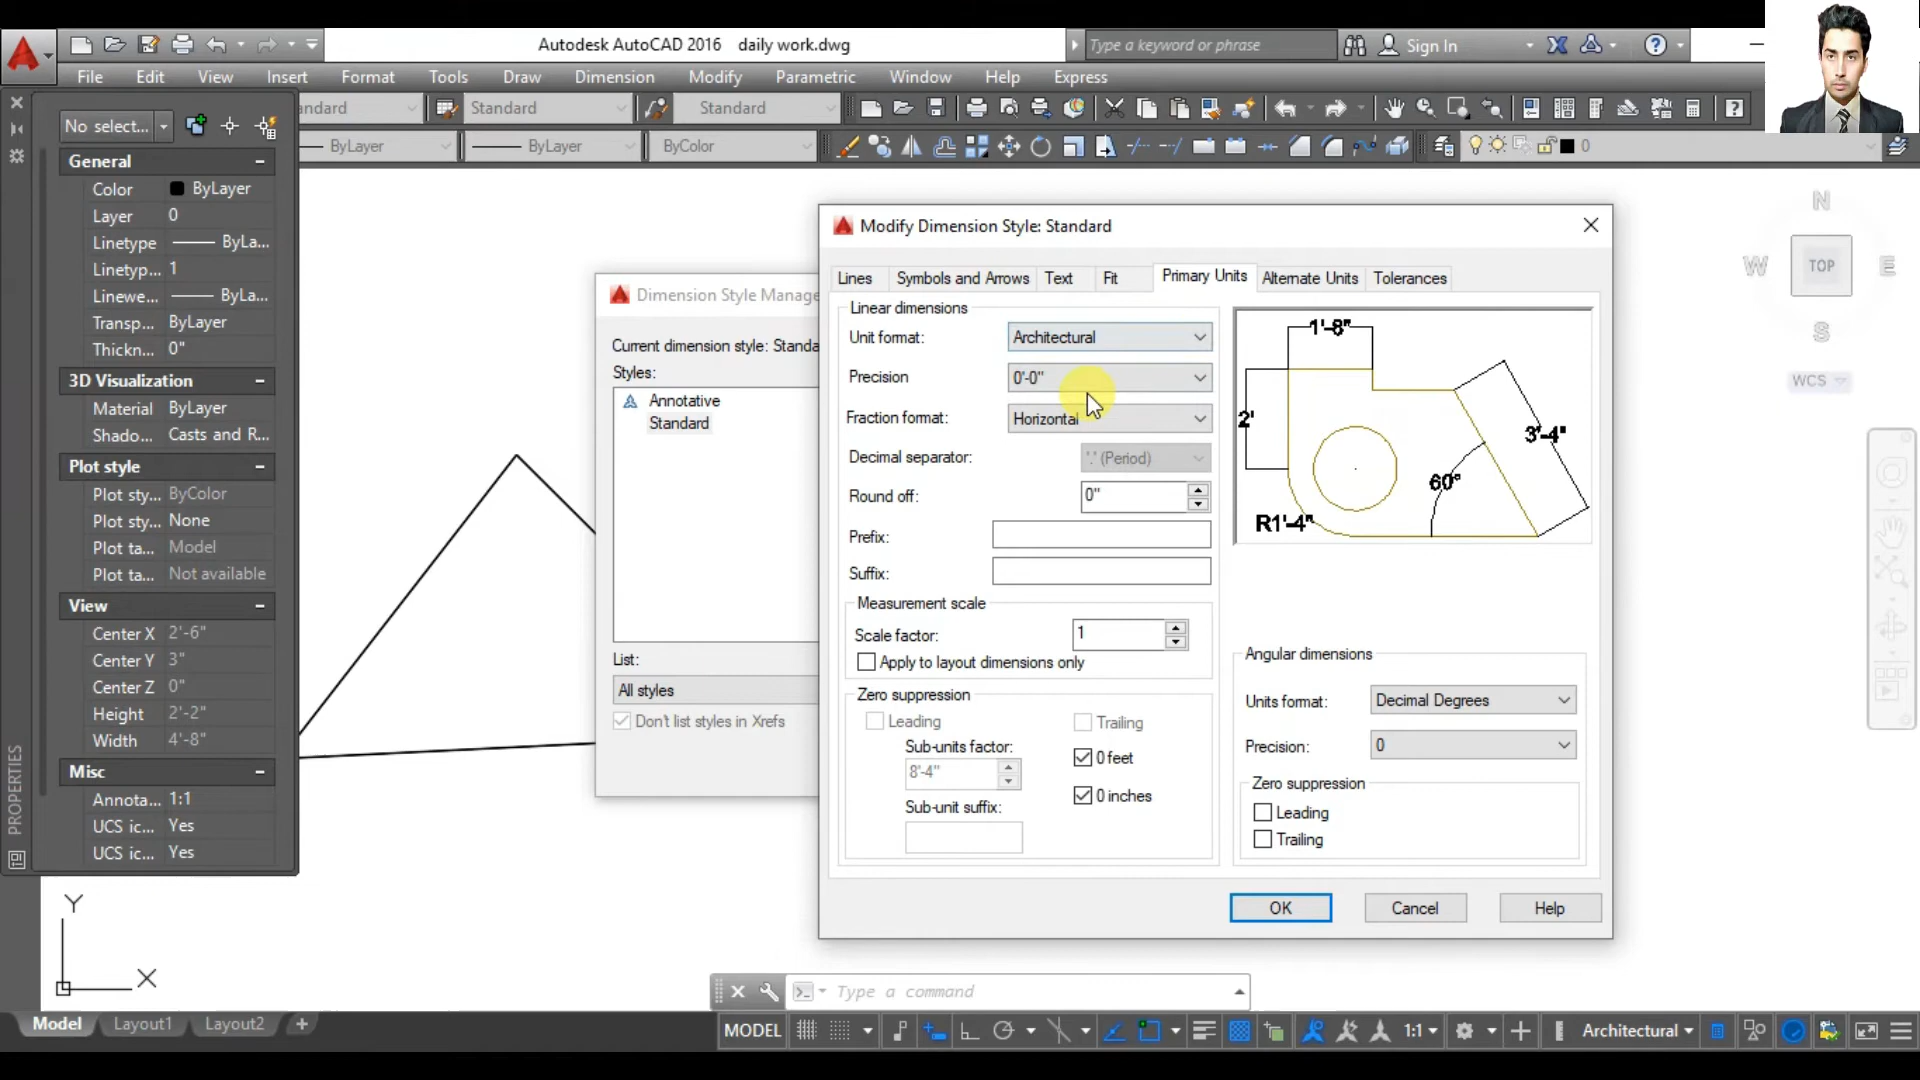 Autodesk AutoCAD 2016 daily work.dwg
Type a keyword or phrase
Sign In
File Edit View Insert Format Tools Draw Dimension Modify Parametric Window Help Express
No select...
ndard
Standard
Standard
ByLayer
ByLayer
ByColor
0
General
Color ByLayer
Layer 0
Linetype ByLa...
Linetyp... 1
Linewe... ByLa...
Transp... ByLayer
Thickn... 0"
3D Visualization
Material ByLayer
Shado... Casts and R...
Plot style
Plot sty... ByColor
Plot sty... None
Plot ta... Model
Plot ta... Not available
View
Center X 2'-6"
Center Y 3"
Center Z 0"
Height 2'-2"
Width 4'-8"
Misc
Annota... 1:1
UCS ic... Yes
UCS ic... Yes
PROPERTIES
Dimension Style Manage
Current dimension style: Standa
Styles:
Annotative
Standard
List:
All styles
Don't list styles in Xrefs
Modify Dimension Style: Standard
Lines Symbols and Arrows Text Fit Primary Units Alternate Units Tolerances
Linear dimensions
Unit format: Architectural
Precision 0'-0"
Fraction format: Horizontal
Decimal separator: '.' (Period)
Round off: 0"
Prefix:
Suffix:
Measurement scale
Scale factor: 1
Apply to layout dimensions only
Zero suppression
Leading
Trailing
Sub-units factor:
8'-4"
0 feet
0 inches
Sub-unit suffix:
1'-8"
2'
3'-4"
60°
R1'-4"
Angular dimensions
Units format: Decimal Degrees
Precision: 0
Zero suppression
Leading
Trailing
OK Cancel Help
N
W TOP E
S
WCS
Y
X
Type a command
Model Layout1 Layout2 +
MODEL
1:1
Architectural